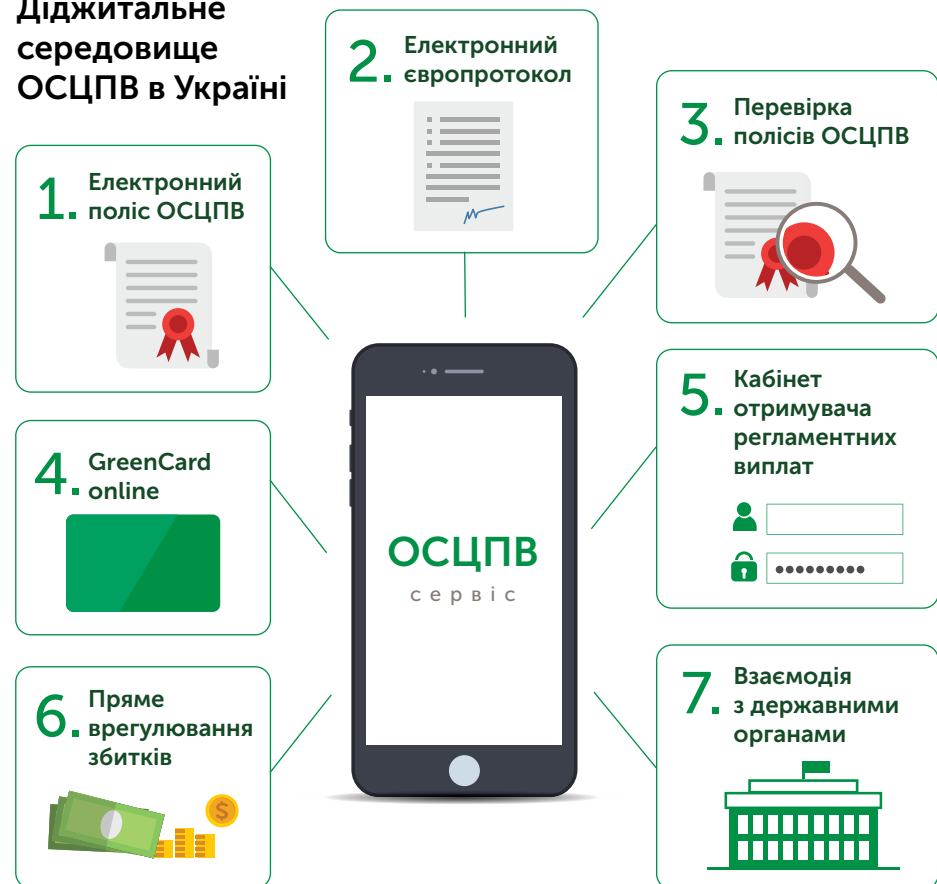 Діджитальне
середовище
ОСЦПВ в Україні
1. Електронний
поліс ОСЦПВ
2. Електронний
європротокол
3. Перевірка
полісів ОСЦПВ
4. GreenCard
online
5. Кабінет
отримувача
регламентних
виплат
6. Пряме
врегулювання
збитків
7. Взаємодія
з державними
органами
ОСЦПВ
сервіс
$